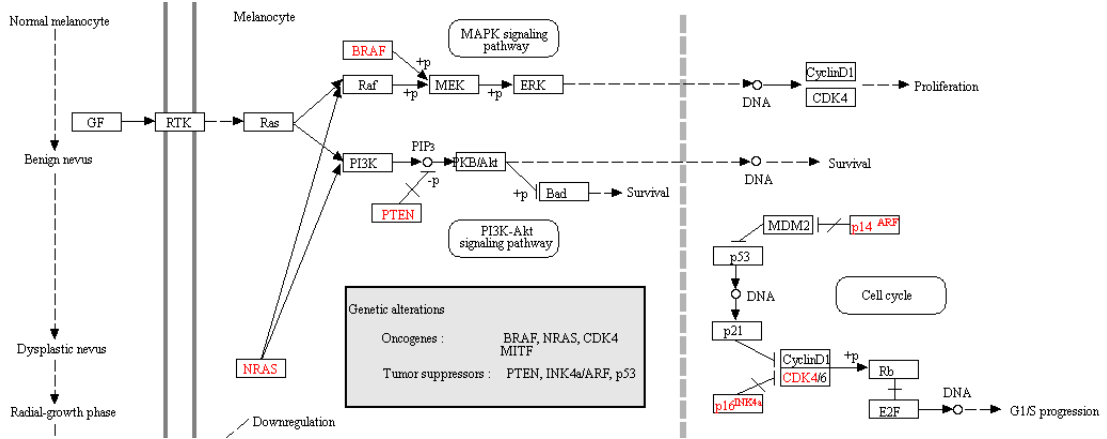 Normal melanocyte
Benign nevus
Dysplastic nevus
Radial-growth phase
Melanocyte
MAPK signaling
pathway
BRAF
+p
Raf
+p
MEK
+p
ERK
DNA
CyclinD1
CDK4
Proliferation
GF
RTK
Ras
PI3K
PIP3
-p
PKB/Akt
+p
Bad
Survival
DNA
Survival
PTEN
PI3K-Akt
signaling pathway
MDM2
p14 ARF
p53
DNA
Cell cycle
p21
CyclinD1
CDK4/6
+p
Rb
p16 INK4a
E2F
DNA
G1/S progression
NRAS
Genetic alterations
Oncogenes : BRAF, NRAS, CDK4
MITF
Tumor suppressors : PTEN, INK4a/ARF, p53
Downregulation